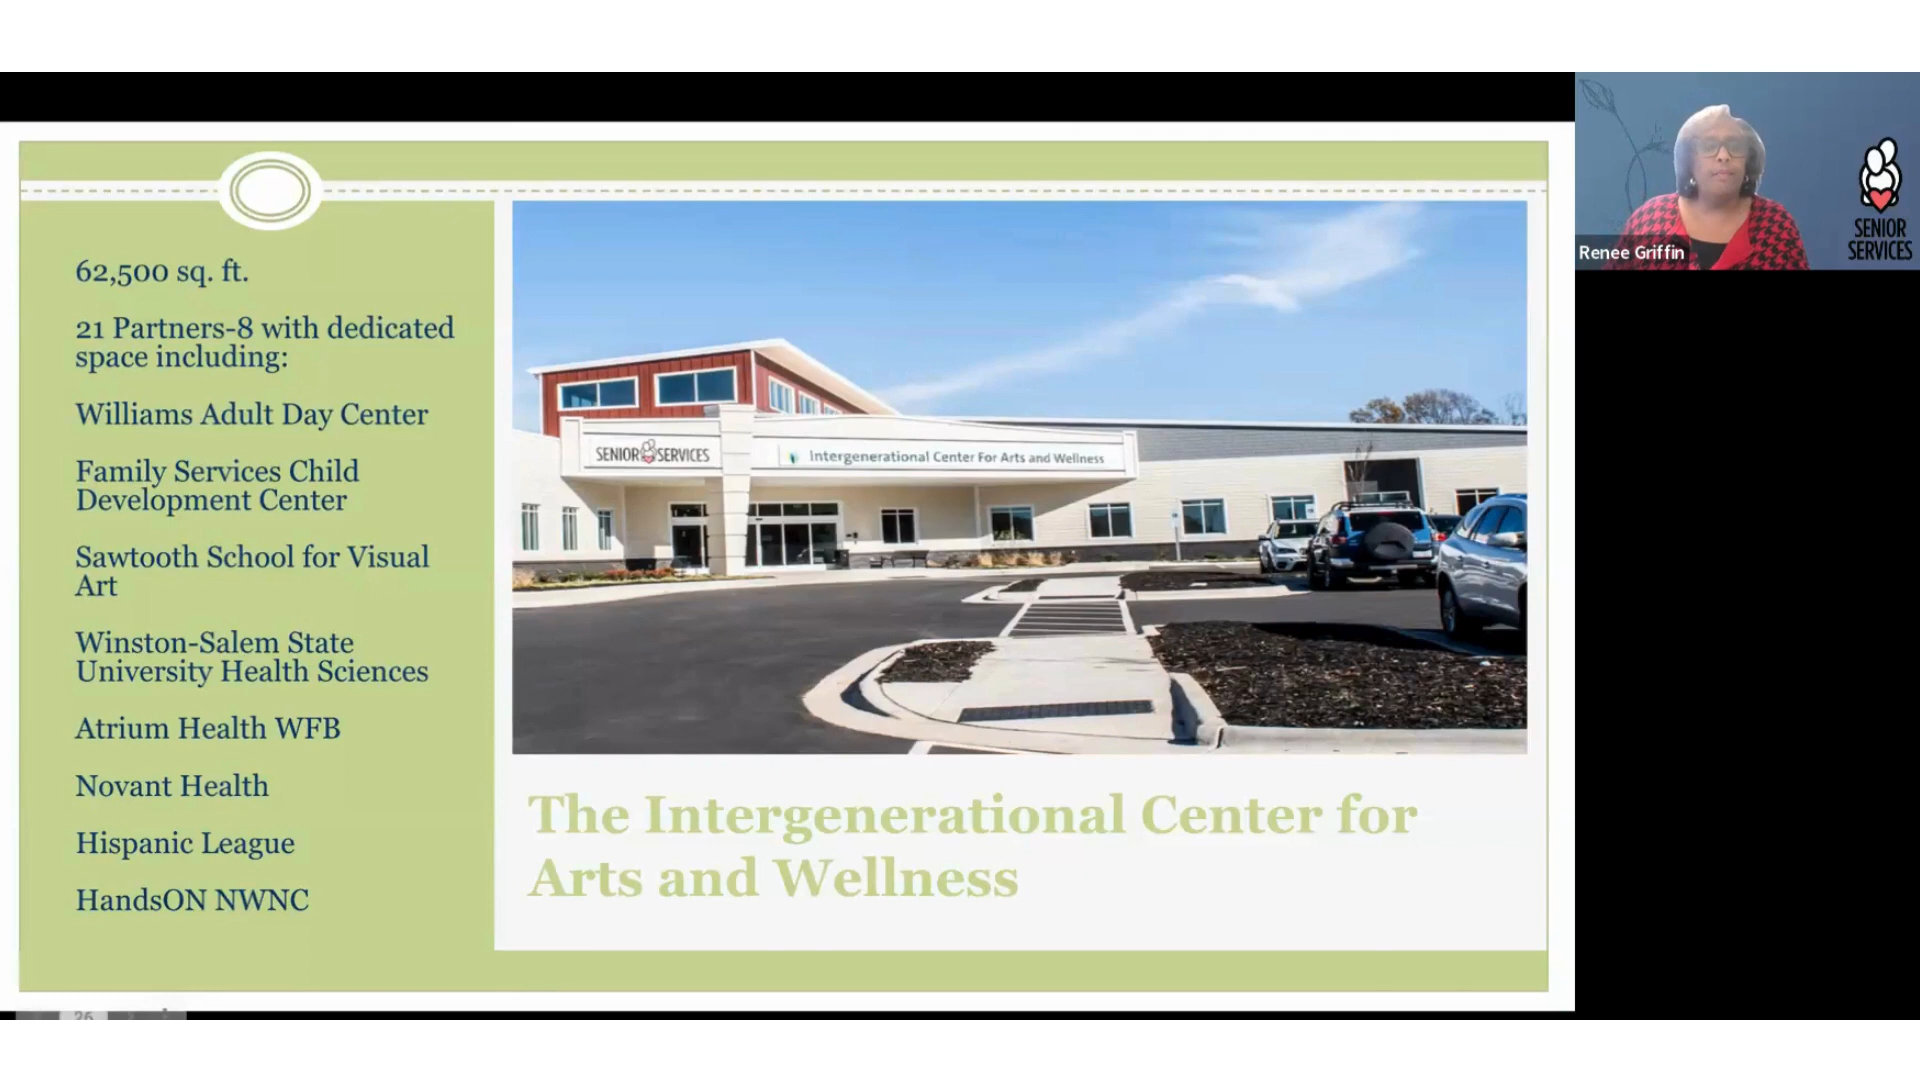 62,500 sq. ft.
21 Partners-8 with dedicated
space including:
Williams Adult Day Center
Family Services Child
Development Center
Sawtooth School for Visual
Art
Winston-Salem State
University Health Sciences
Atrium Health WFB
Novant Health
Hispanic League
HandsON NWNC
SENIOR SERVICES
Intergenerational Center For Arts and Wellness
The Intergenerational Center for
Arts and Wellness
Renee Griffin
SENIOR
SERVICES
26